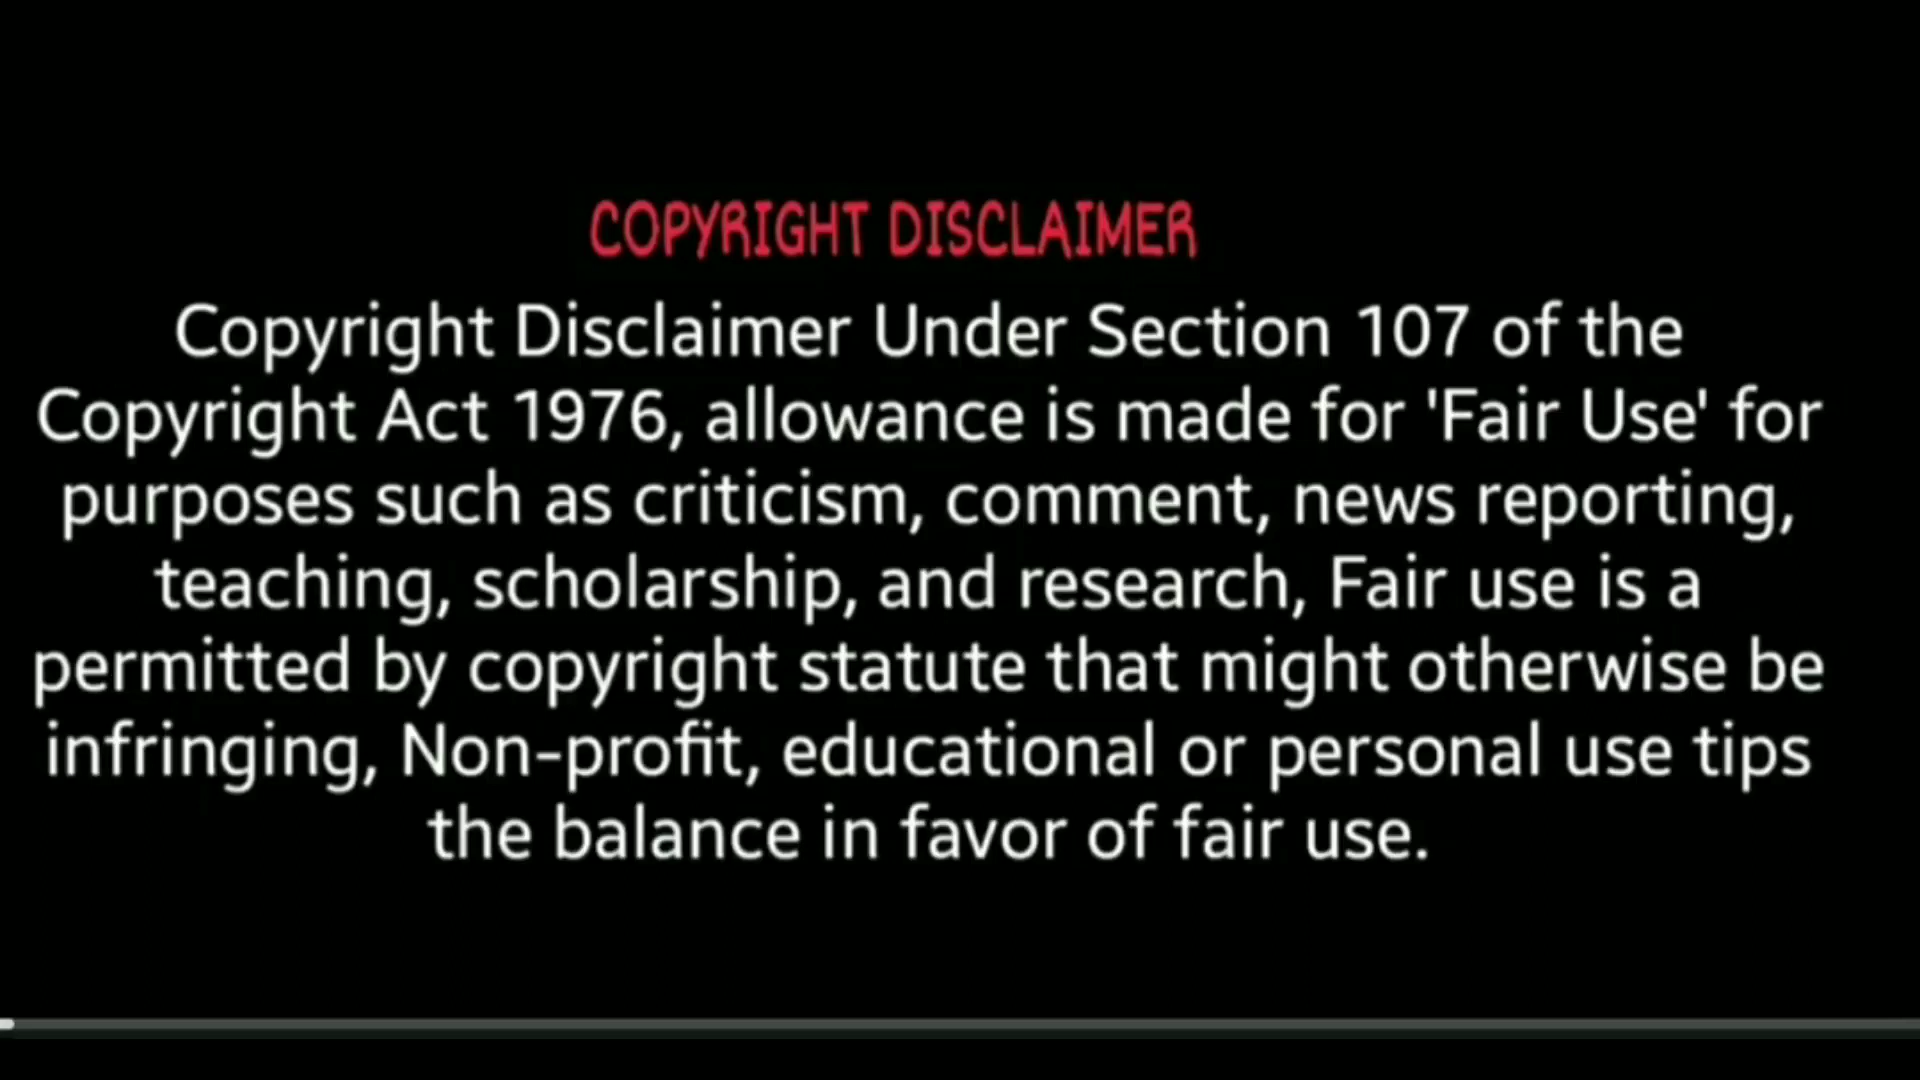 COPYRIGHT DISCLAIMER
Copyright Disclaimer Under Section 107 of the
Copyright Act 1976, allowance is made for 'Fair Use' for
purposes such as criticism, comment, news reporting,
teaching, scholarship, and research, Fair use is a
permitted by copyright statute that might otherwise be
infringing, Non-profit, educational or personal use tips
the balance in favor of fair use.